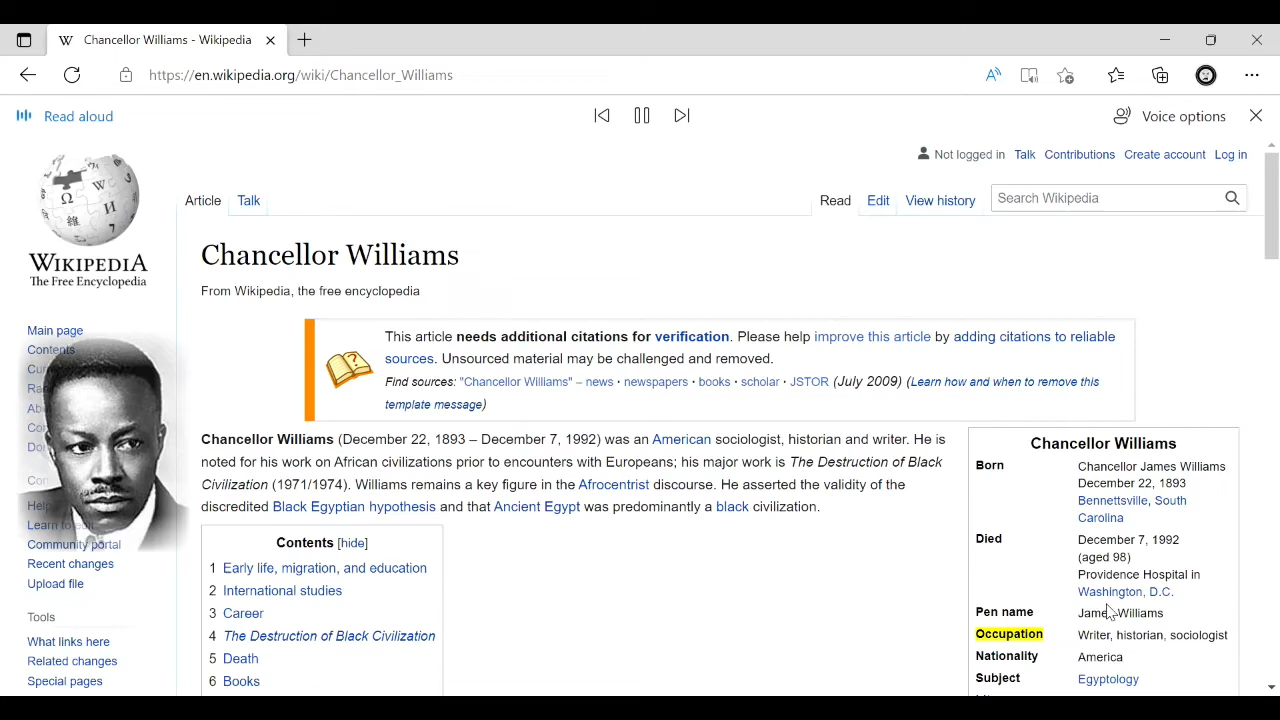 Chancellor Williams - Wikipedia
https://en.wikipedia.org/wiki/Chancellor_Williams
Read aloud
Voice options
Not logged in Talk Contributions Create account Log in
Article Talk
Read Edit View history Search Wikipedia
WIKIPEDIA
The Free Encyclopedia
Chancellor Williams
From Wikipedia, the free encyclopedia
This article needs additional citations for verification. Please help improve this article by adding citations to reliable
sources. Unsourced material may be challenged and removed.
Find sources: "Chancellor Williams" – news · newspapers · books · scholar · JSTOR (July 2009) (Learn how and when to remove this
template message)
Main page
Contents
Learn to edit
Community portal
Recent changes
Upload file
Tools
What links here
Related changes
Special pages
Chancellor Williams (December 22, 1893 – December 7, 1992) was an American sociologist, historian and writer. He is
noted for his work on African civilizations prior to encounters with Europeans; his major work is The Destruction of Black
Civilization (1971/1974). Williams remains a key figure in the Afrocentrist discourse. He asserted the validity of the
discredited Black Egyptian hypothesis and that Ancient Egypt was predominantly a black civilization.
Contents [hide]
1 Early life, migration, and education
2 International studies
3 Career
4 The Destruction of Black Civilization
5 Death
6 Books
Chancellor Williams
Born Chancellor James Williams
December 22, 1893
Bennettsville, South
Carolina
Died December 7, 1992
(aged 98)
Providence Hospital in
Washington, D.C.
Pen name James Williams
Occupation Writer, historian, sociologist
Nationality America
Subject Egyptology